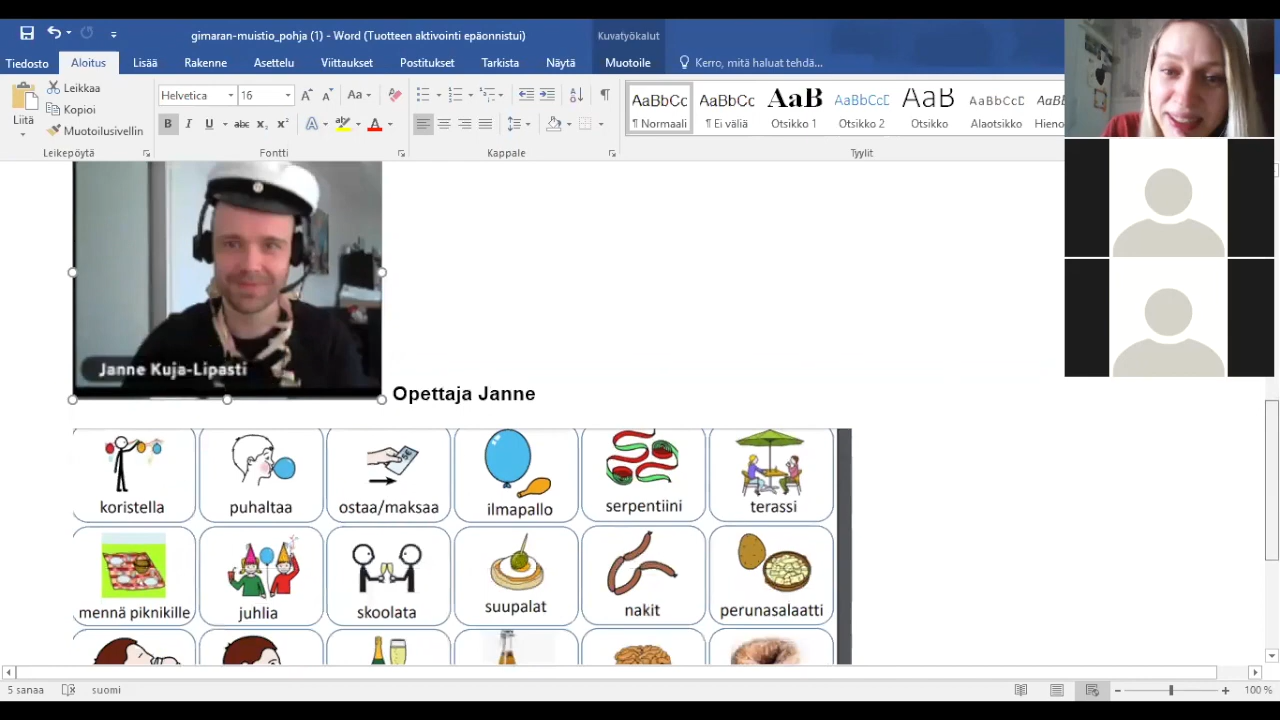 gimaran-muistio_pohja (1) - Word (Tuotteen aktivointi epäonnistui)
Kuvatyökalut
Tiedosto Aloitus Lisää Rakenne Asettelu Viittaukset Postitukset Tarkista Näytä Muotoile Kerro, mitä haluat tehdä...
Liitä
Leikkaa
Kopioi
Muotoilusivellin
Leikepöytä
Helvetica 16
Fontti
Kappale
AaBbCc AaBbCc AaB AaBbCcD AaB AaBbCcD AaBb
¶ Normaali ¶ Ei väliä Otsikko 1 Otsikko 2 Otsikko Alaotsikko Hieno
Tyylit
Janne Kuja-Lipasti
Opettaja Janne
koristella puhaltaa ostaa/maksaa ilmapallo serpentiini terassi
mennä piknikille juhlia skoolata suupalat nakit perunasalaatti
5 sanaa suomi 100 %